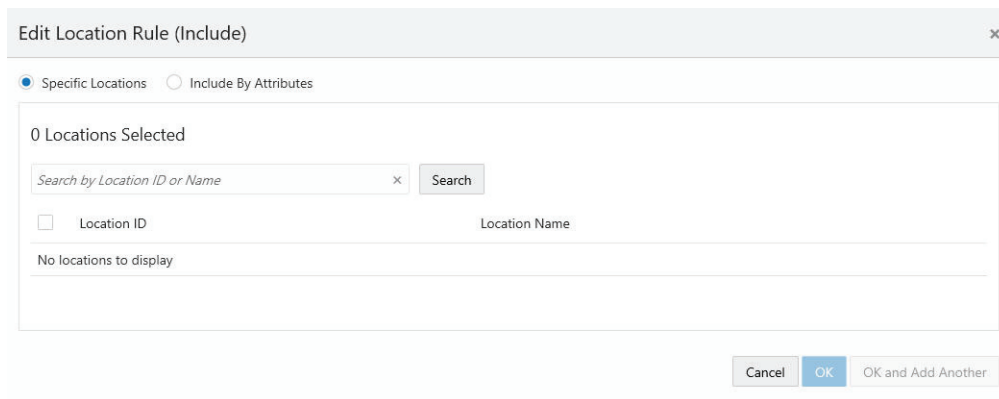 Edit Location Rule (Include) ×
Specific Locations Include By Attributes
0 Locations Selected
Search by Location ID or Name × Search
Location ID Location Name
No locations to display
Cancel OK OK and Add Another